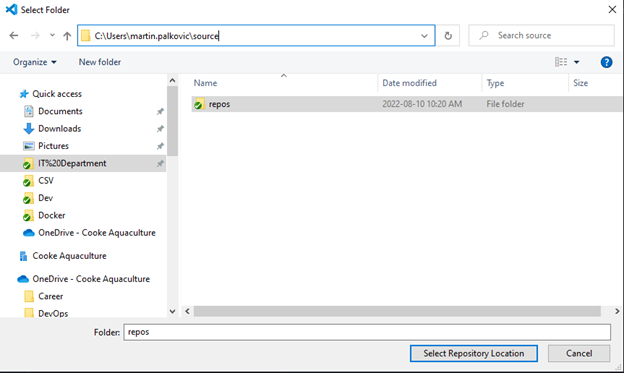 Select Folder
C:\Users\martin.palkovic\source
Search source
Organize
New folder
Name
Date modified
Type
Size
Quick access
Documents
Downloads
Pictures
IT%20Department
CSV
Dev
Docker
OneDrive - Cooke Aquaculture
Cooke Aquaculture
OneDrive - Cooke Aquaculture
Career
DevOps
repos
2022-08-10 10:20 AM
File folder
Folder:
repos
Select Repository Location
Cancel